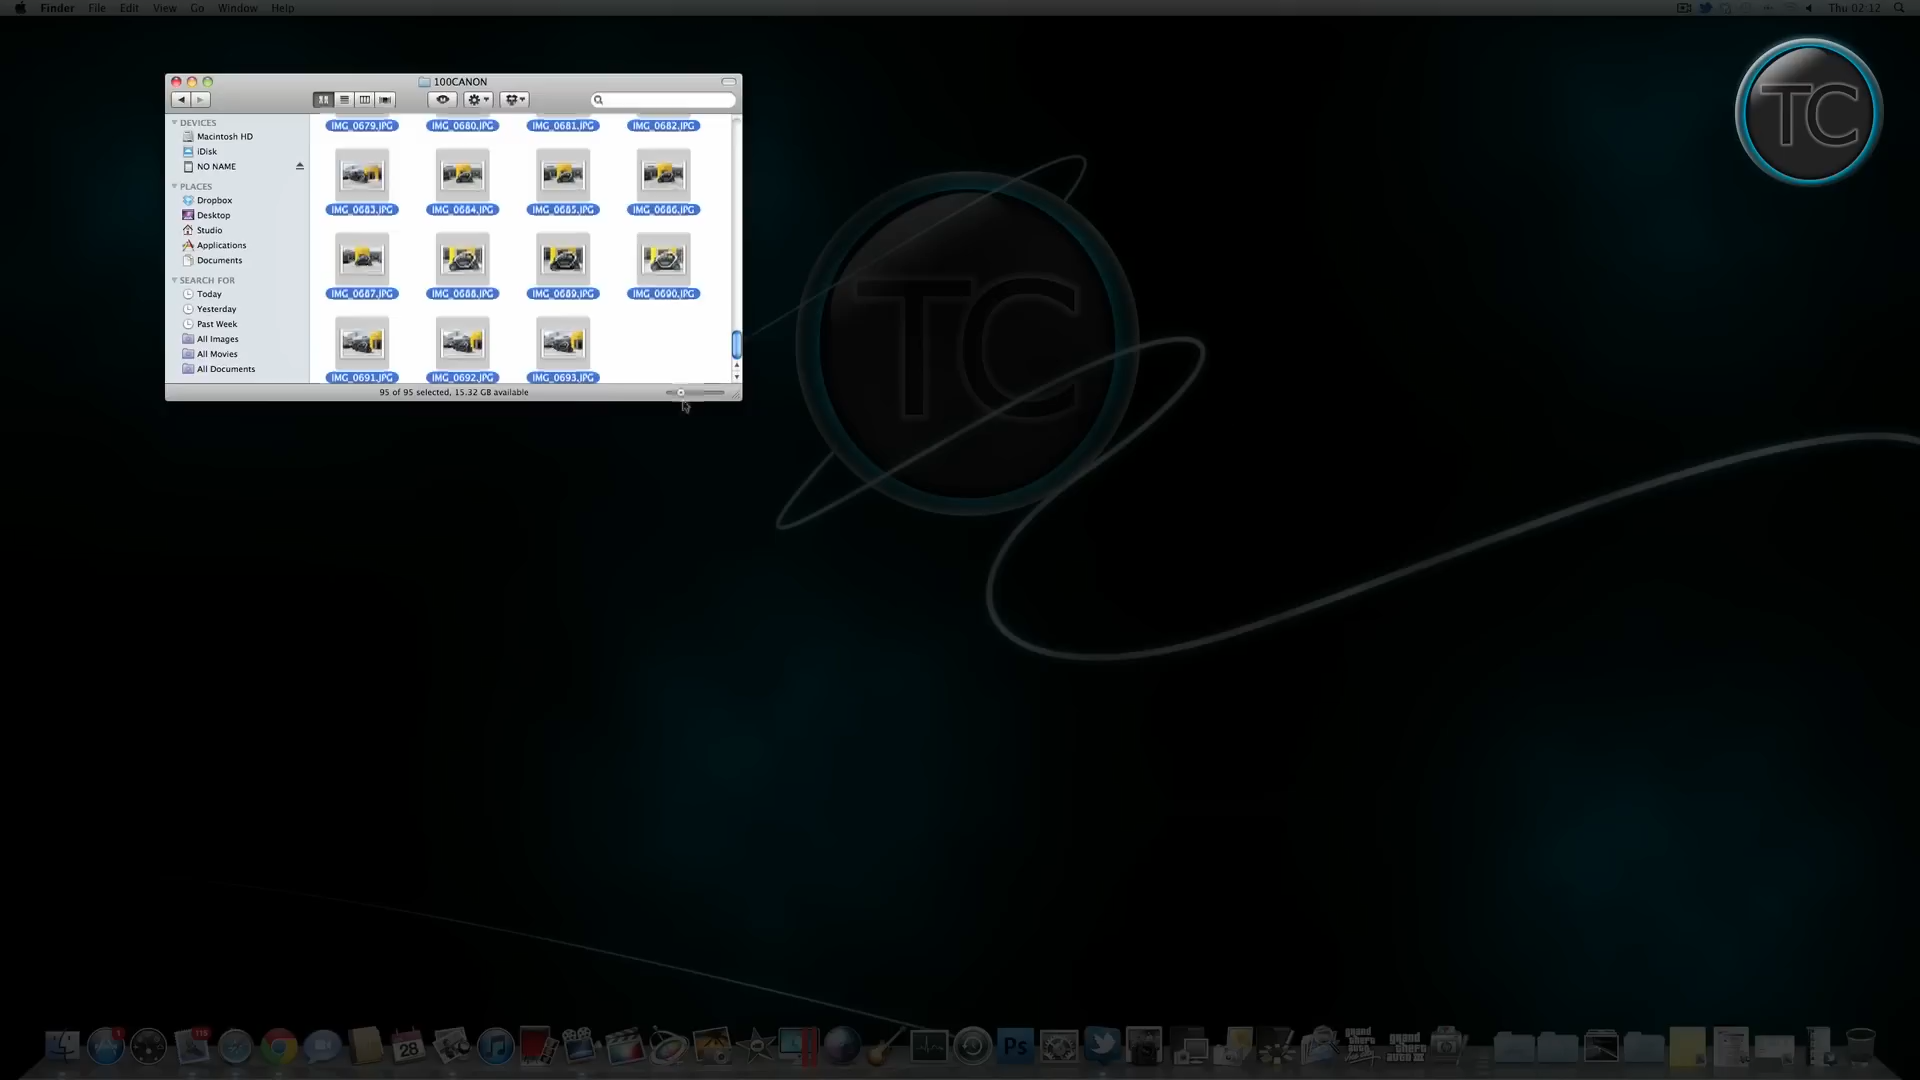 Finder File Edit View Go Window Help
Thu 02:12
TC
100CANON
DEVICES
Macintosh HD
iDisk
NO NAME
PLACES
Dropbox
Desktop
Studio
Applications
Documents
SEARCH FOR
Today
Yesterday
Past Week
All Images
All Movies
All Documents
IMG_0679.JPG IMG_0680.JPG IMG_0681.JPG IMG_0682.JPG
IMG_0683.JPG IMG_0684.JPG IMG_0685.JPG IMG_0686.JPG
IMG_0687.JPG IMG_0688.JPG IMG_0689.JPG IMG_0690.JPG
IMG_0691.JPG IMG_0692.JPG IMG_0693.JPG
95 of 95 selected, 15.32 GB available
TC
1
115
28
Ps